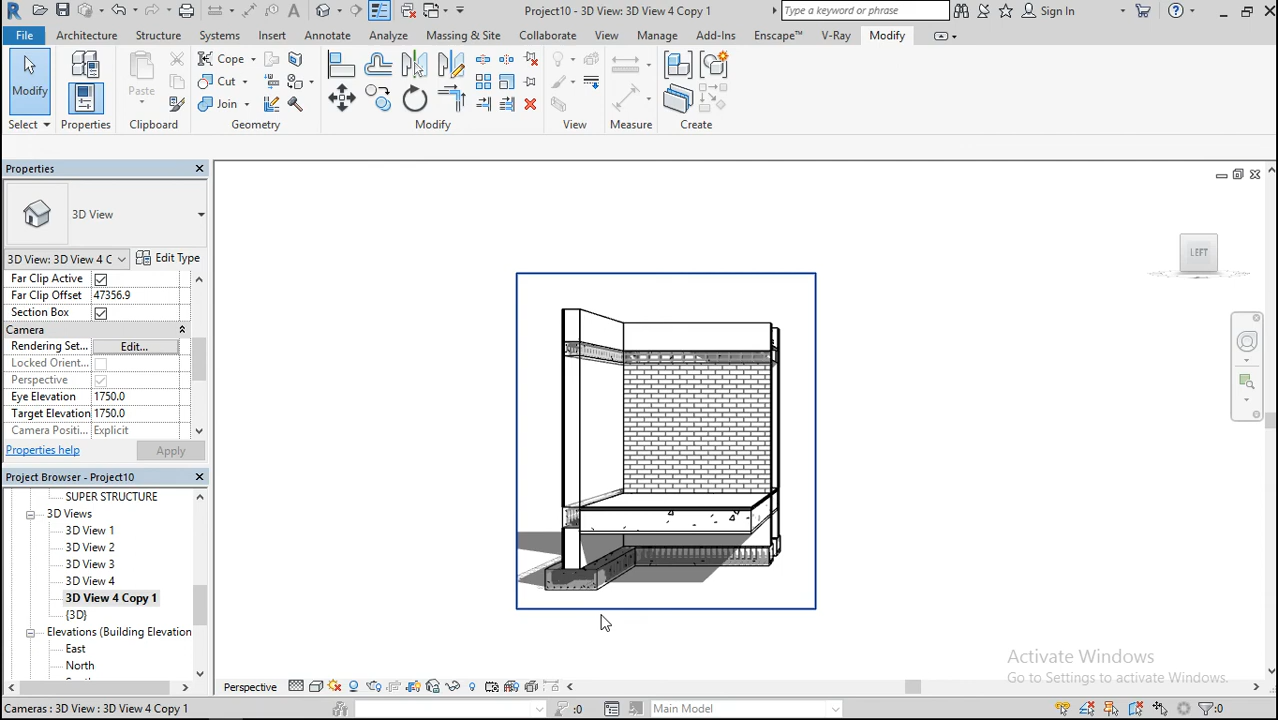 Project10 - 3D View: 3D View 4 Copy 1
Type a keyword or phrase
Sign In
File Architecture Structure Systems Insert Annotate Analyze Massing & Site Collaborate View Manage Add-Ins Enscape™ V-Ray Modify
Modify
Paste
Cope
Cut
Join
Select Properties Clipboard Geometry Modify View Measure Create
Properties
3D View
3D View: 3D View 4 C
Edit Type
Far Clip Active
Far Clip Offset 47356.9
Section Box
Camera
Rendering Set... Edit...
Locked Orient...
Perspective
Eye Elevation 1750.0
Target Elevation 1750.0
Camera Positi... Explicit
Properties help
Apply
Project Browser - Project10
SUPER STRUCTURE
3D Views
3D View 1
3D View 2
3D View 3
3D View 4
3D View 4 Copy 1
{3D}
Elevations (Building Elevation
East
North
LEFT
Activate Windows
Go to Settings to activate Windows.
Perspective
Cameras : 3D View : 3D View 4 Copy 1
:0
Main Model
:0